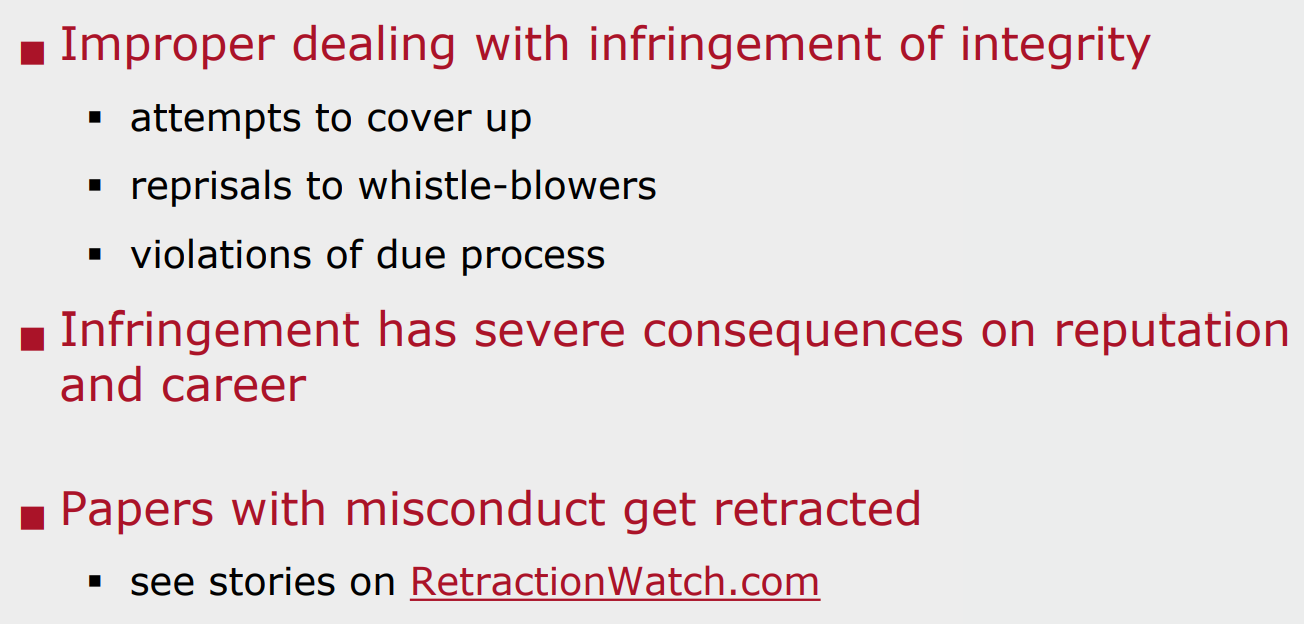 ■ Improper dealing with infringement of integrity
▪ attempts to cover up
▪ reprisals to whistle-blowers
▪ violations of due process
■ Infringement has severe consequences on reputation
and career
■ Papers with misconduct get retracted
▪ see stories on RetractionWatch.com